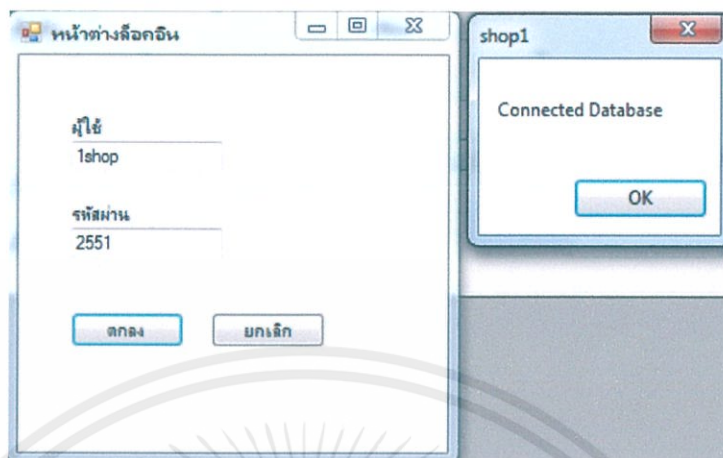 หน้าต่างล็อคอิน
ผู้ใช้
1shop
รหัสผ่าน
2551
ตกลง
ยกเลิก
shop1
Connected Database
OK